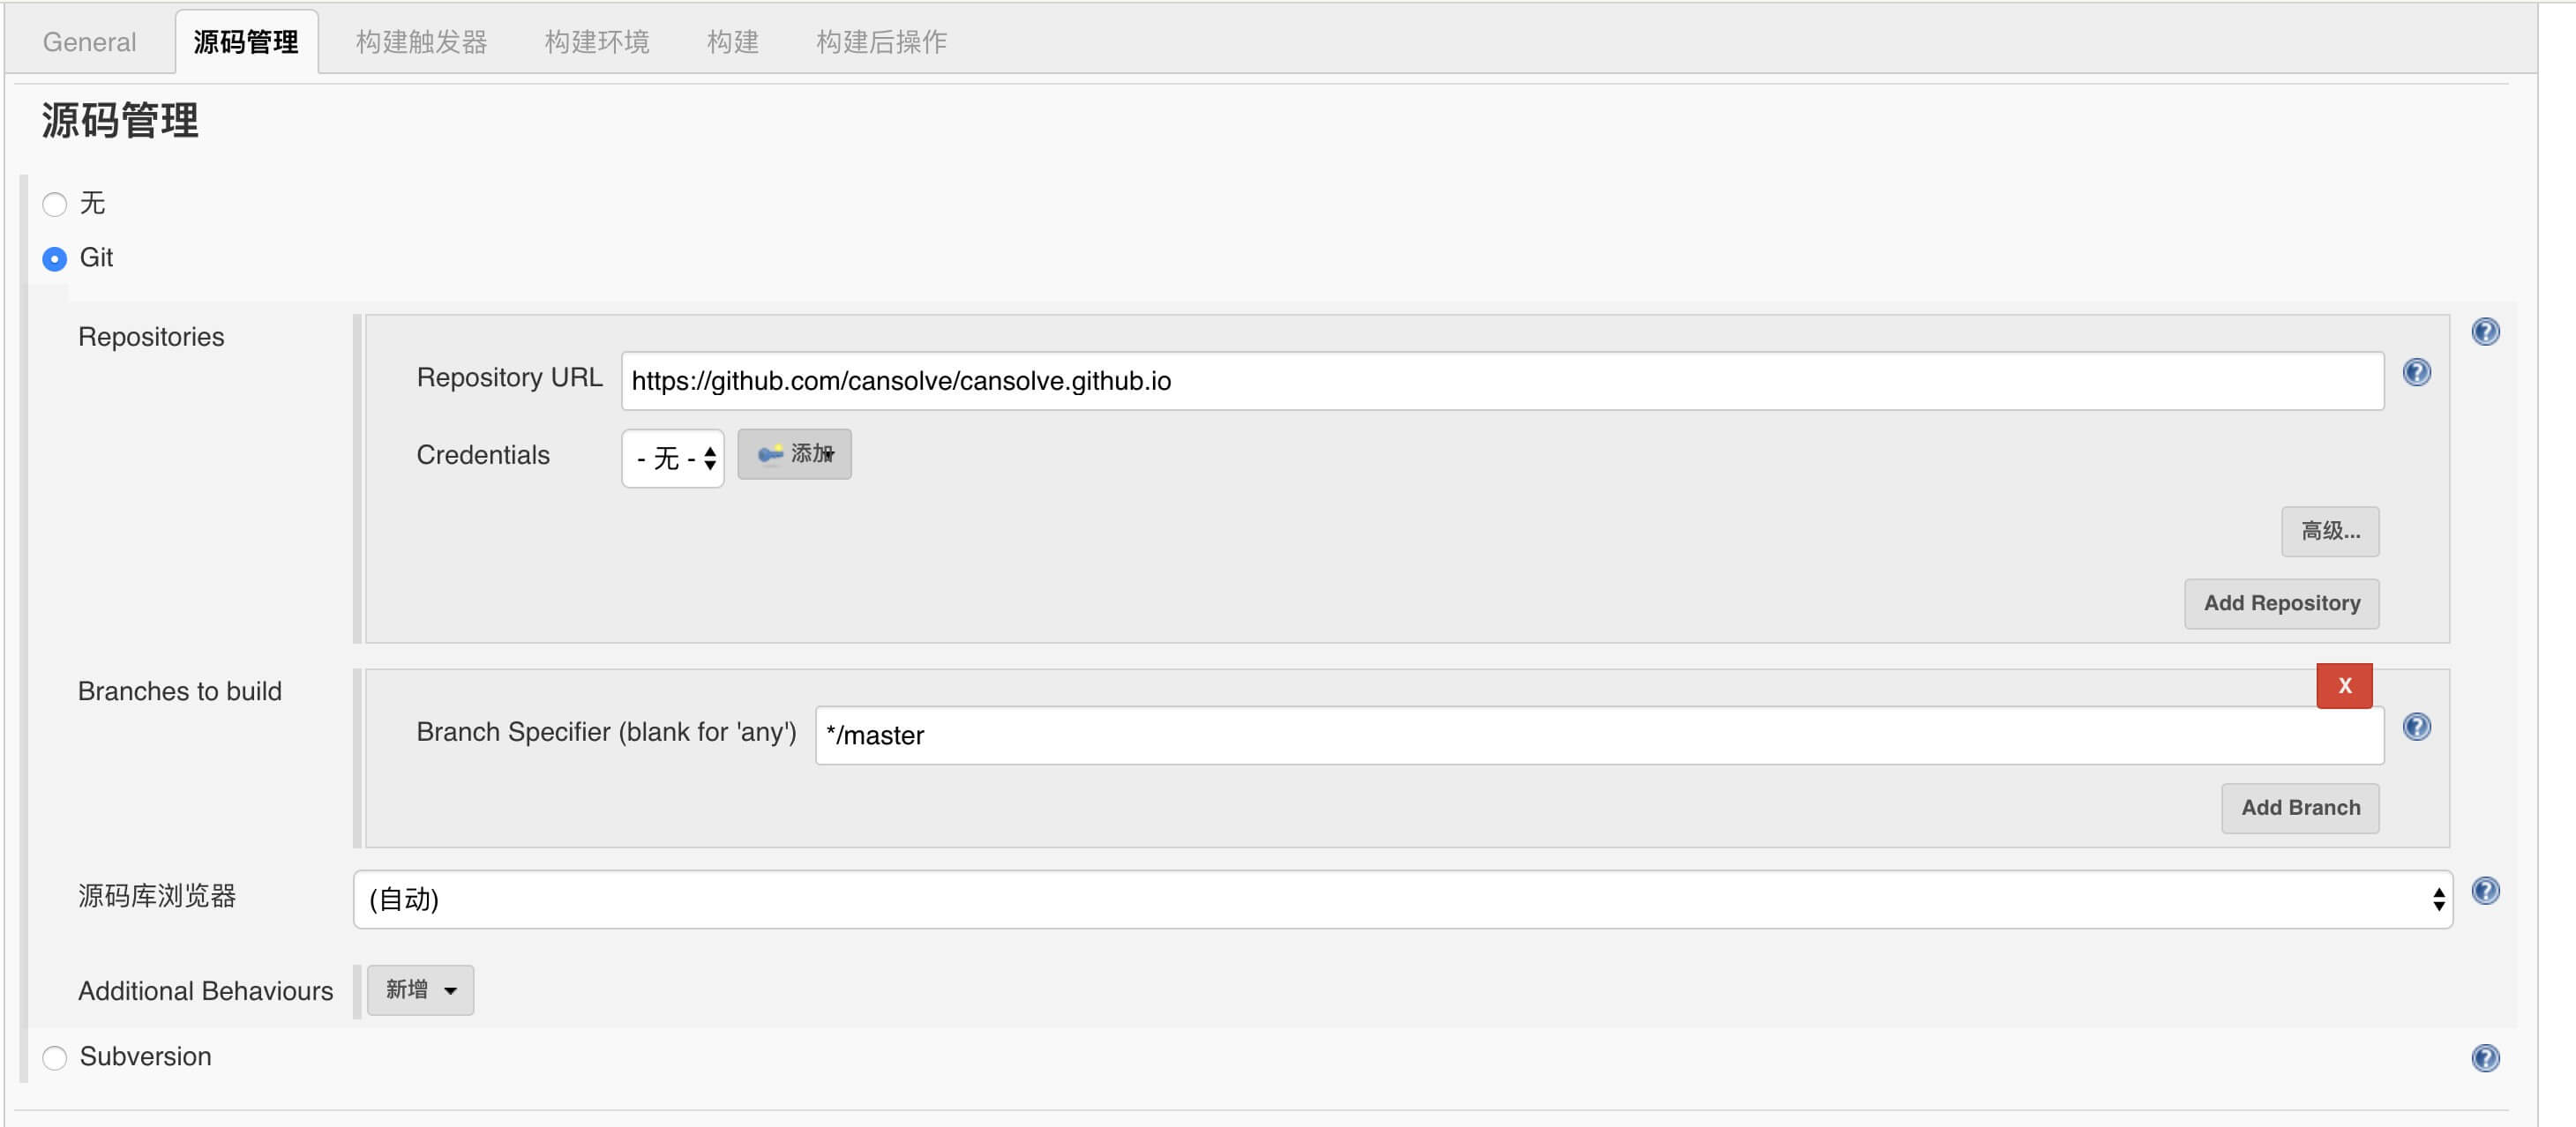 General 源码管理 构建触发器 构建环境 构建 构建后操作
源码管理
无
Git
Repositories
Repository URL https://github.com/cansolve/cansolve.github.io
Credentials - 无 - 添加
高级...
Add Repository
Branches to build
X
Branch Specifier (blank for 'any') */master
Add Branch
源码库浏览器 (自动)
Additional Behaviours 新增
Subversion